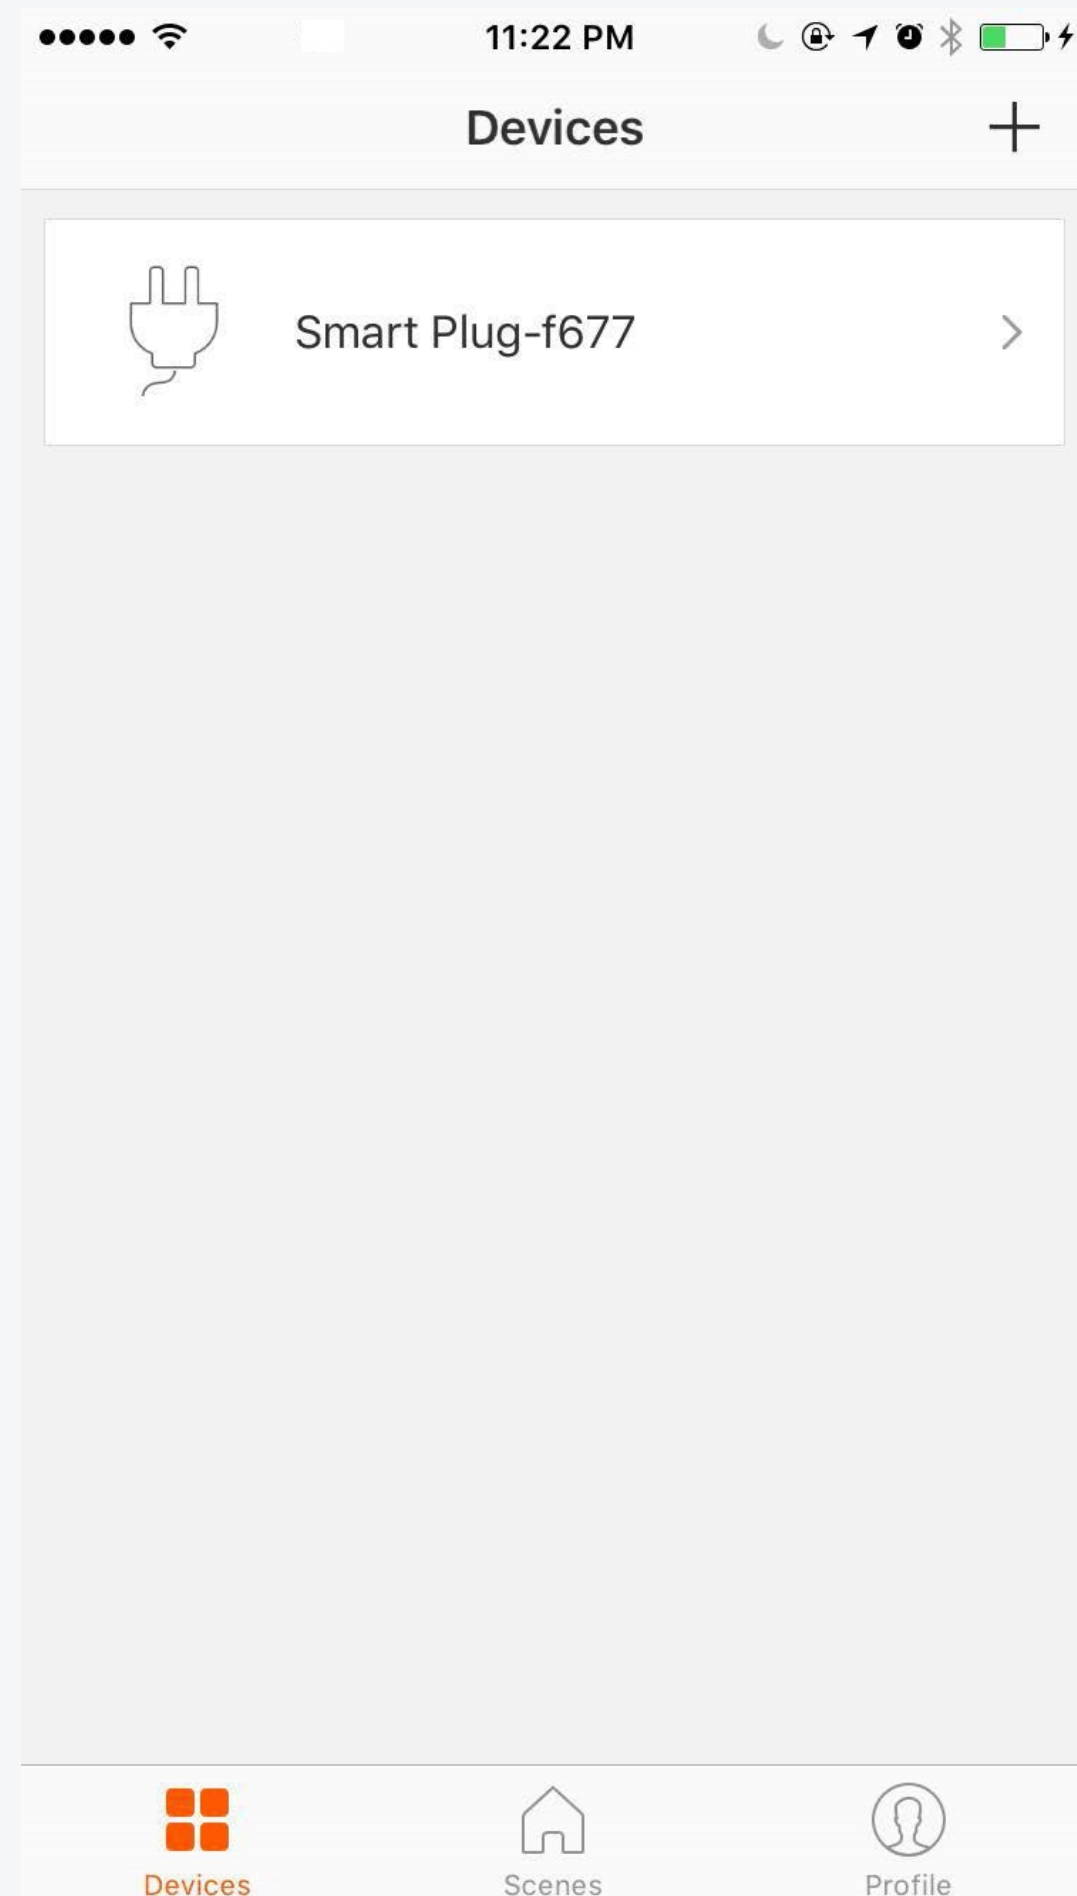 11:22 PM
Devices
Smart Plug-f677
Devices
Scenes
Profile